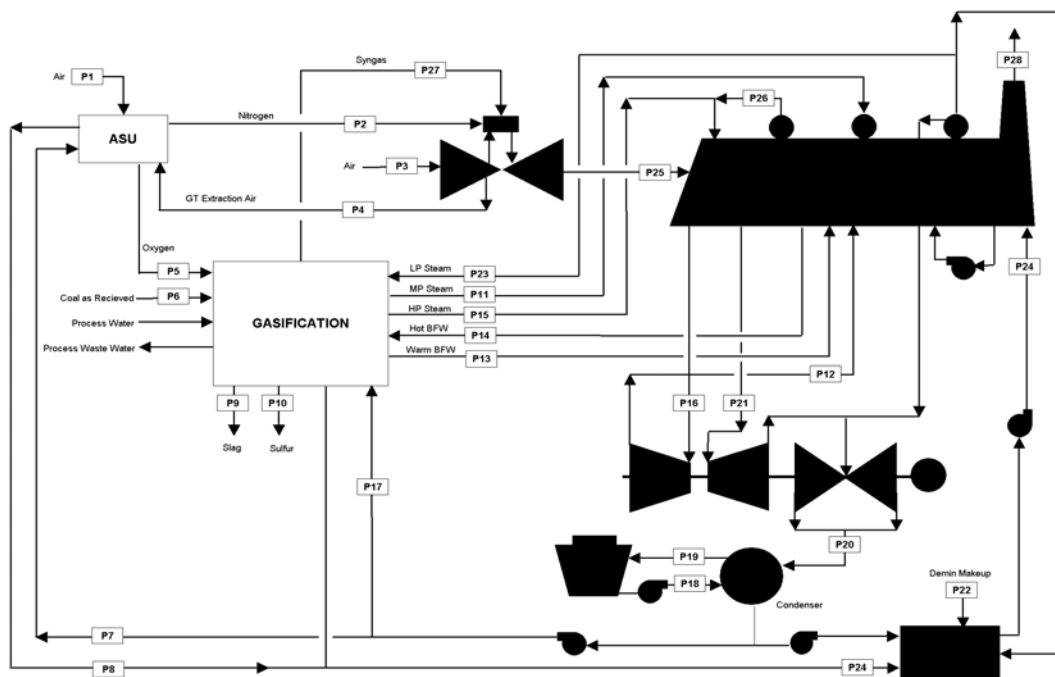 Syngas
P27
P28
Air
P1
P26
Nitrogen
P2
ASU
Air
P3
P25
GT Extraction Air
P4
Oxygen
P5
LP Steam
P23
P24
Coal as Recieved
P6
MP Steam
P11
HP Steam
P15
Process Water
GASIFICATION
Hot BFW
P14
Process Waste Water
Warm BFW
P13
P12
P9
P10
P16
P21
Slag
Sulfur
P17
P20
P19
P18
Demin Makeup
P22
Condenser
P7
P8
P24